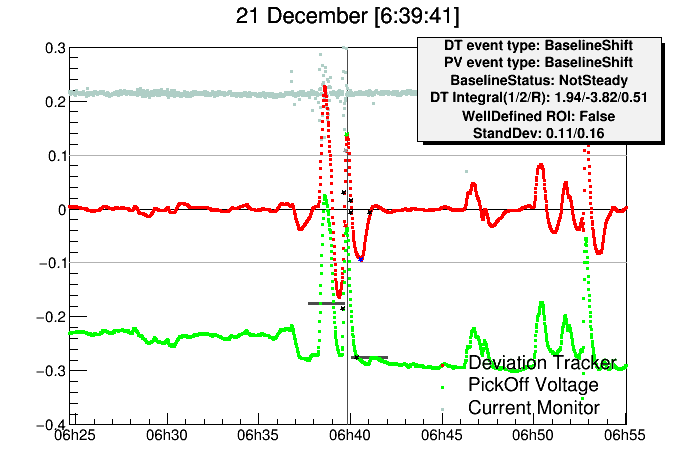 21 December [6:39:41]
DT event type: BaselineShift
PV event type: BaselineShift
BaselineStatus: NotSteady
DT Integral(1/2/R): 1.94/-3.82/0.51
WellDefined ROI: False
StandDev: 0.11/0.16
0.3
0.2
0.1
0
−0.1
−0.2
−0.3
−0.4
Deviation Tracker
PickOff Voltage
Current Monitor
06h25 06h30 06h35 06h40 06h45 06h50 06h55